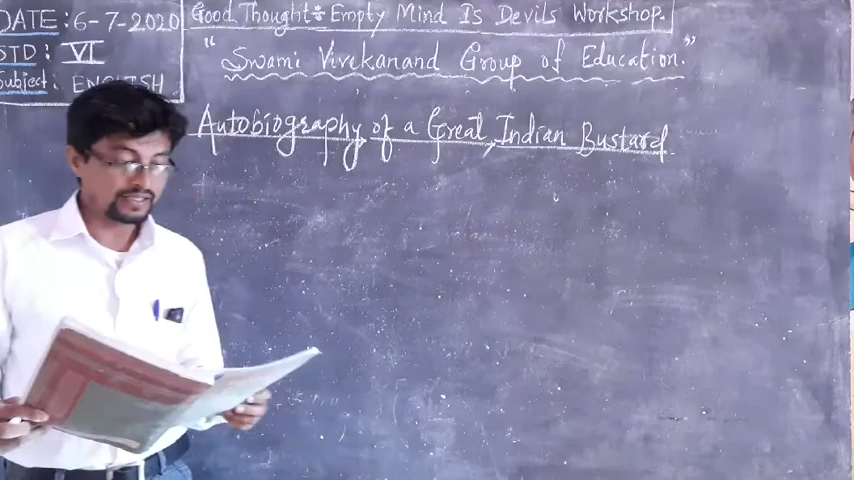 DATE : 6-7-2020
STD : VI
Subject : ENGLISH
Good Thought :- Empty Mind Is Devils Workshop.
"Swami Vivekanand Group of Education."
Autobiography of a Great Indian Bustard.